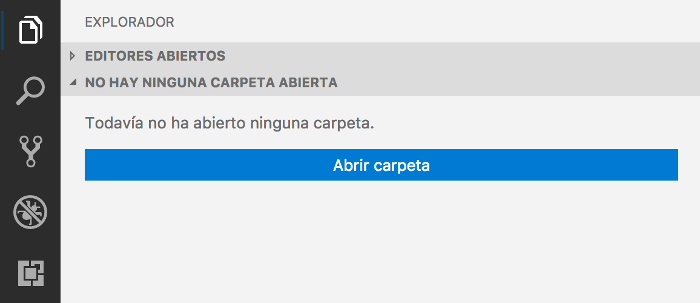 EXPLORADOR
EDITORES ABIERTOS
NO HAY NINGUNA CARPETA ABIERTA
Todavía no ha abierto ninguna carpeta.
Abrir carpeta